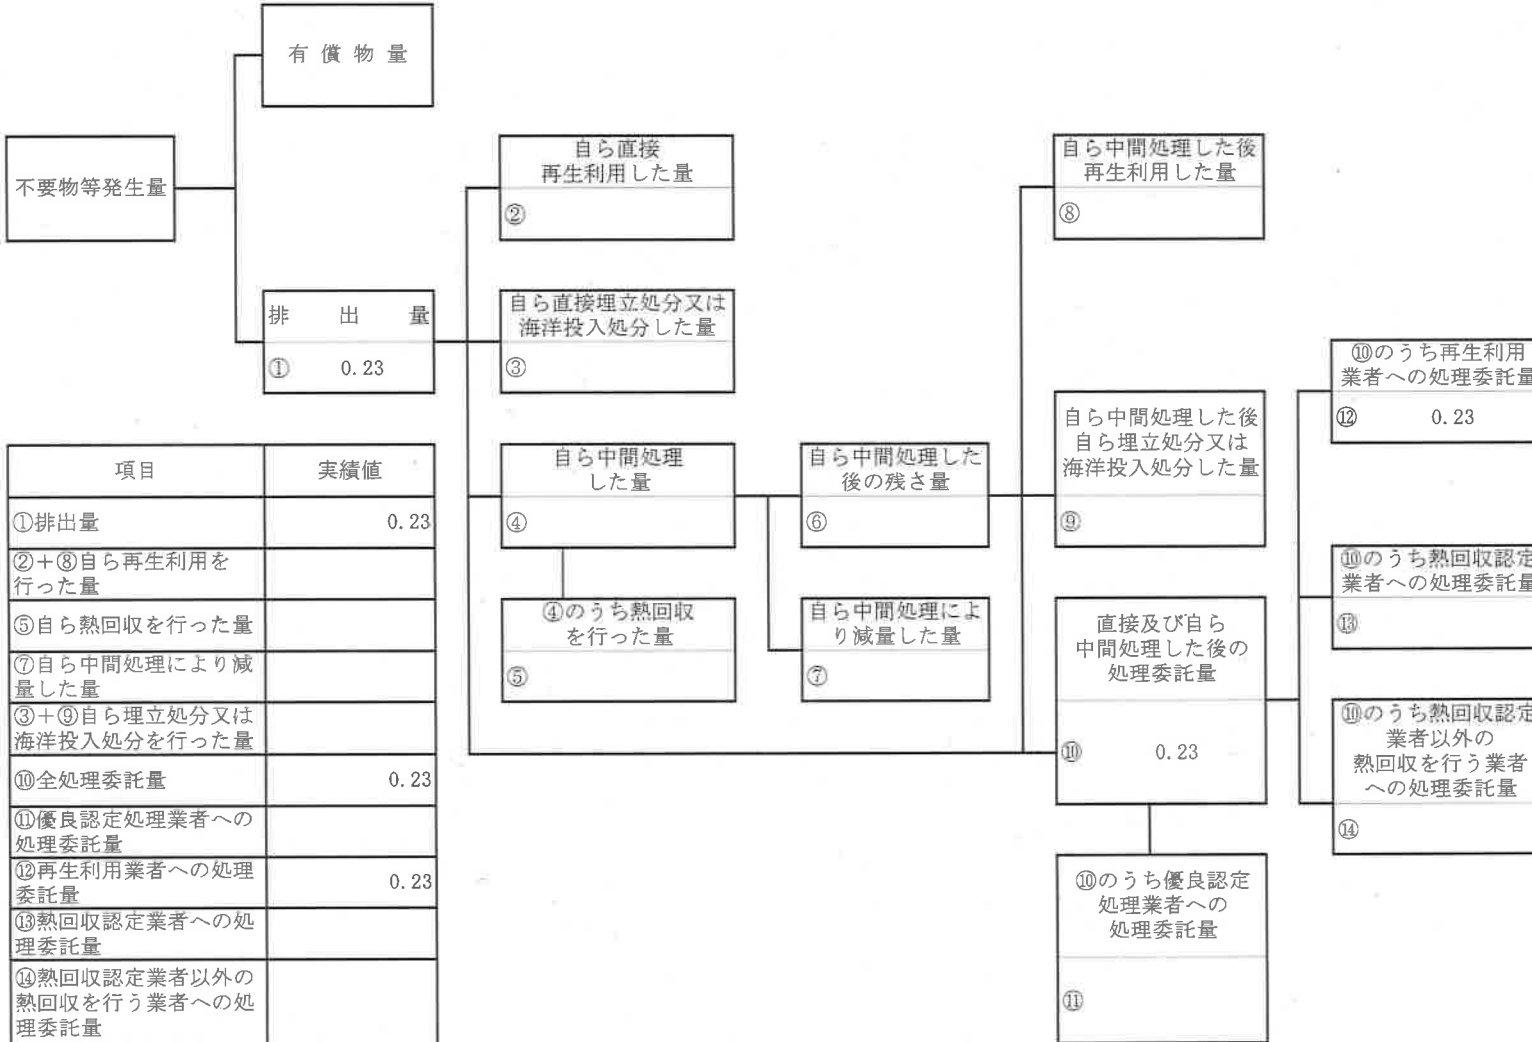 有償物量
不要物等発生量
排出量
① 0.23
自ら直接
再生利用した量
②
自ら直接埋立処分又は
海洋投入処分した量
③
自ら中間処理
した量
④
④のうち熱回収
を行った量
⑤
自ら中間処理した
後の残さ量
⑥
自ら中間処理によ
り減量した量
⑦
自ら中間処理した後
再生利用した量
⑧
自ら中間処理した後
自ら埋立処分又は
海洋投入処分した量
⑨
直接及び自ら
中間処理した後の
処理委託量
⑩ 0.23
⑩のうち優良認定
処理業者への
処理委託量
⑪
⑩のうち再生利用
業者への処理委託量
⑫ 0.23
⑩のうち熱回収認定
業者への処理委託量
⑬
⑩のうち熱回収認定
業者以外の
熱回収を行う業者
への処理委託量
⑭
項目 実績値
①排出量 0.23
②+⑧自ら再生利用を
行った量
⑤自ら熱回収を行った量
⑦自ら中間処理により減
量した量
③+⑨自ら埋立処分又は
海洋投入処分を行った量
⑩全処理委託量 0.23
⑪優良認定処理業者への
処理委託量
⑫再生利用業者への処理
委託量 0.23
⑬熱回収認定業者への処
理委託量
⑭熱回収認定業者以外の
熱回収を行う業者への処
理委託量